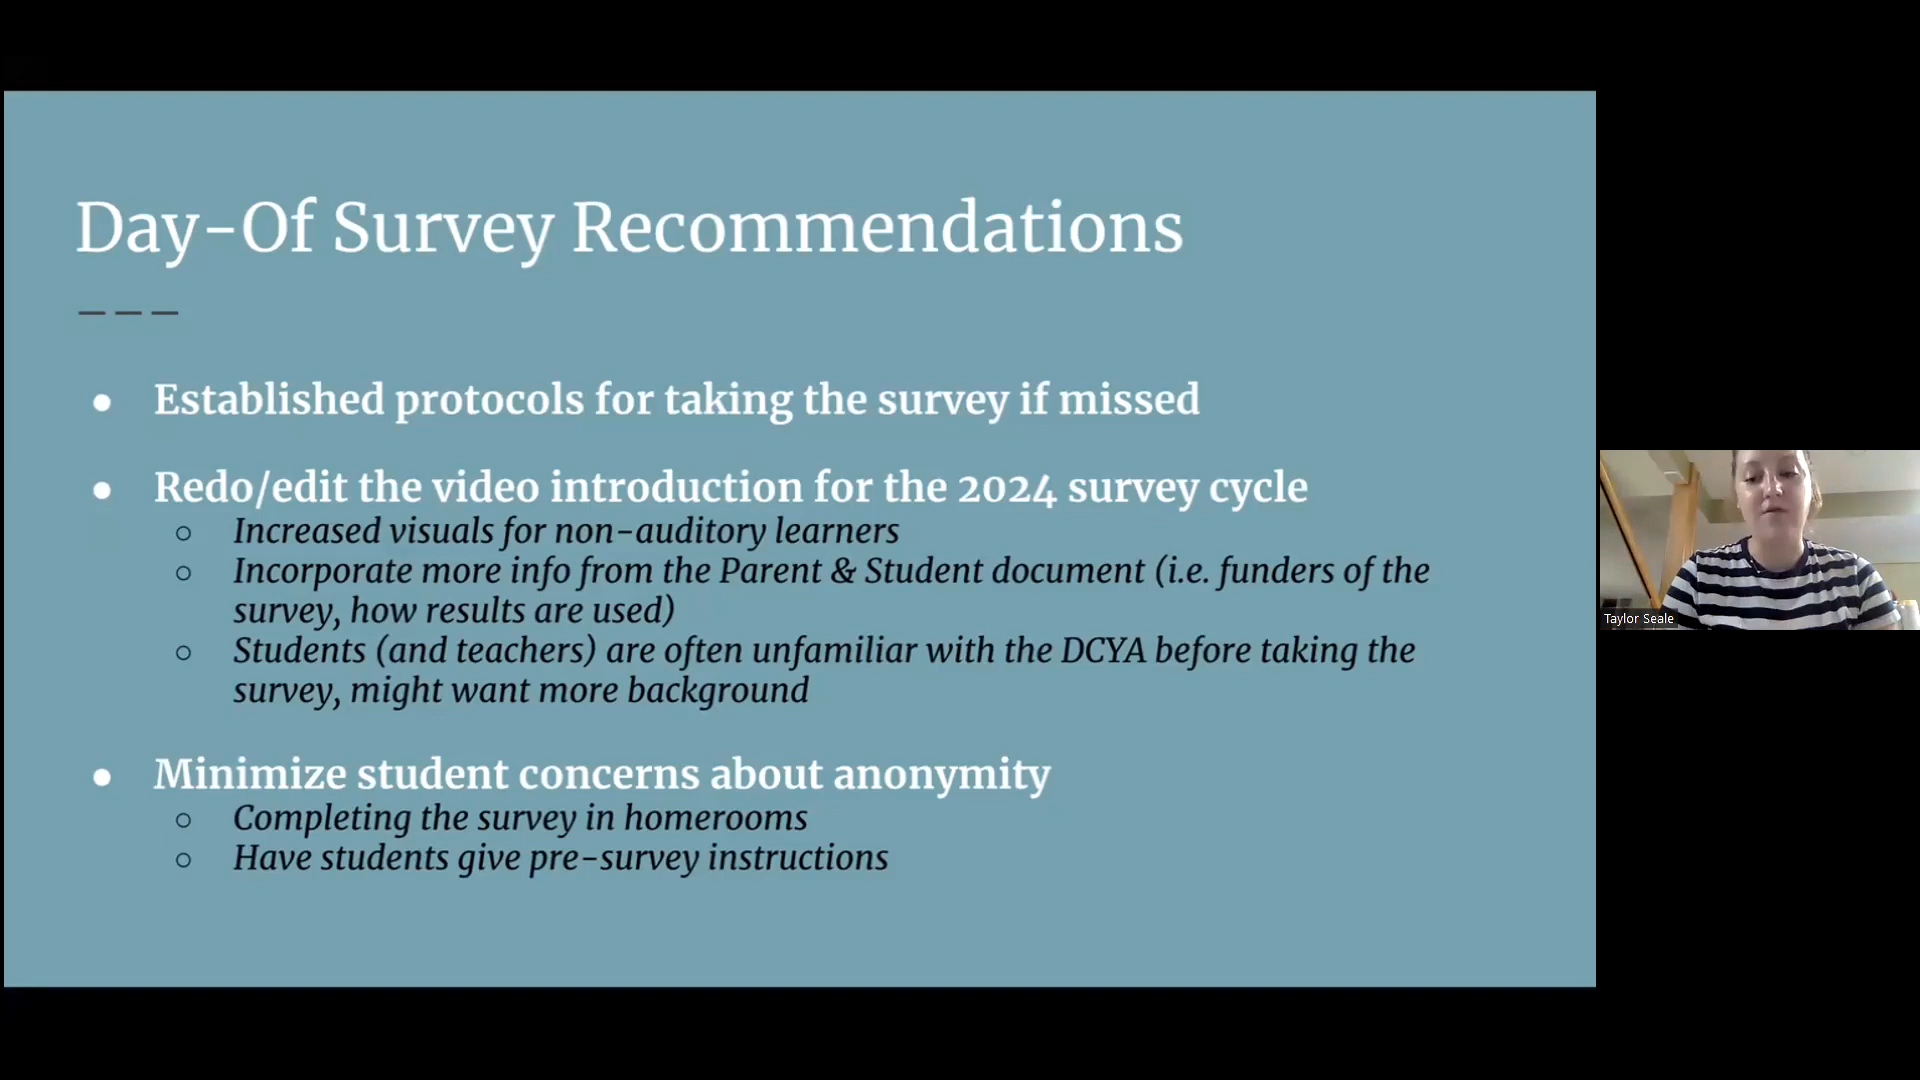 Day-Of Survey Recommendations
● Established protocols for taking the survey if missed
● Redo/edit the video introduction for the 2024 survey cycle
○ Increased visuals for non-auditory learners
○ Incorporate more info from the Parent & Student document (i.e. funders of the
survey, how results are used)
○ Students (and teachers) are often unfamiliar with the DCYA before taking the
survey, might want more background
● Minimize student concerns about anonymity
○ Completing the survey in homerooms
○ Have students give pre-survey instructions
Taylor Seale